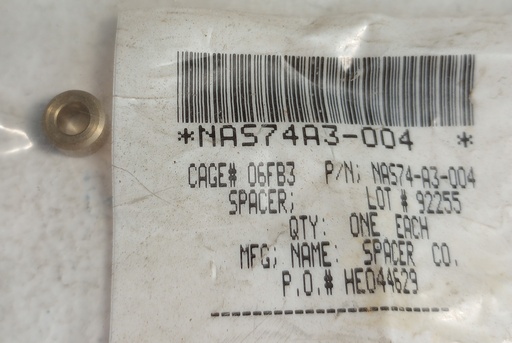 *NAS74A3-004 *
CAGE# 06FB3 P/N; NAS74-A3-004
SPACER; LOT # 92255
QTY: ONE EACH
MFG; NAME: SPACER CO.
P.O.# HE044629